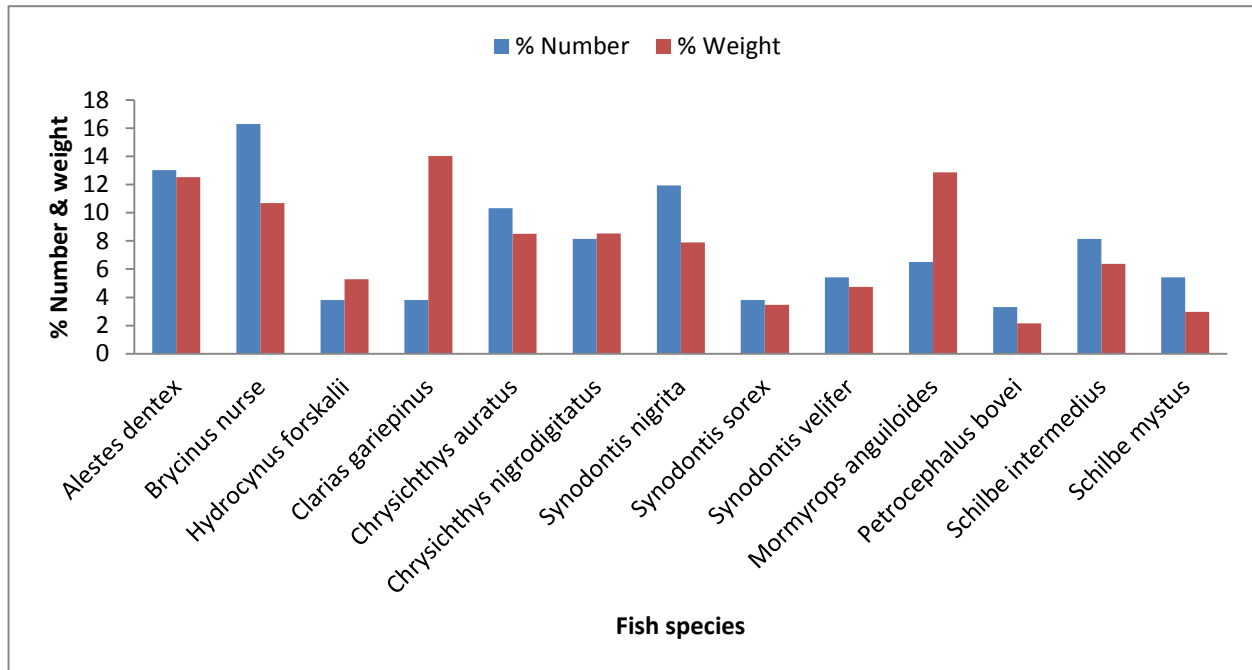 % Number % Weight
% Number & weight
18
16
14
12
10
8
6
4
2
0
Alestes dentex
Brycinus nurse
Hydrocynus forskalii
Clarias gariepinus
Chrysichthys auratus
Chrysichthys nigrodigitatus
Synodontis nigrita
Synodontis sorex
Synodontis velifer
Mormyrops anguiloides
Petrocephalus bovei
Schilbe intermedius
Schilbe mystus
Fish species